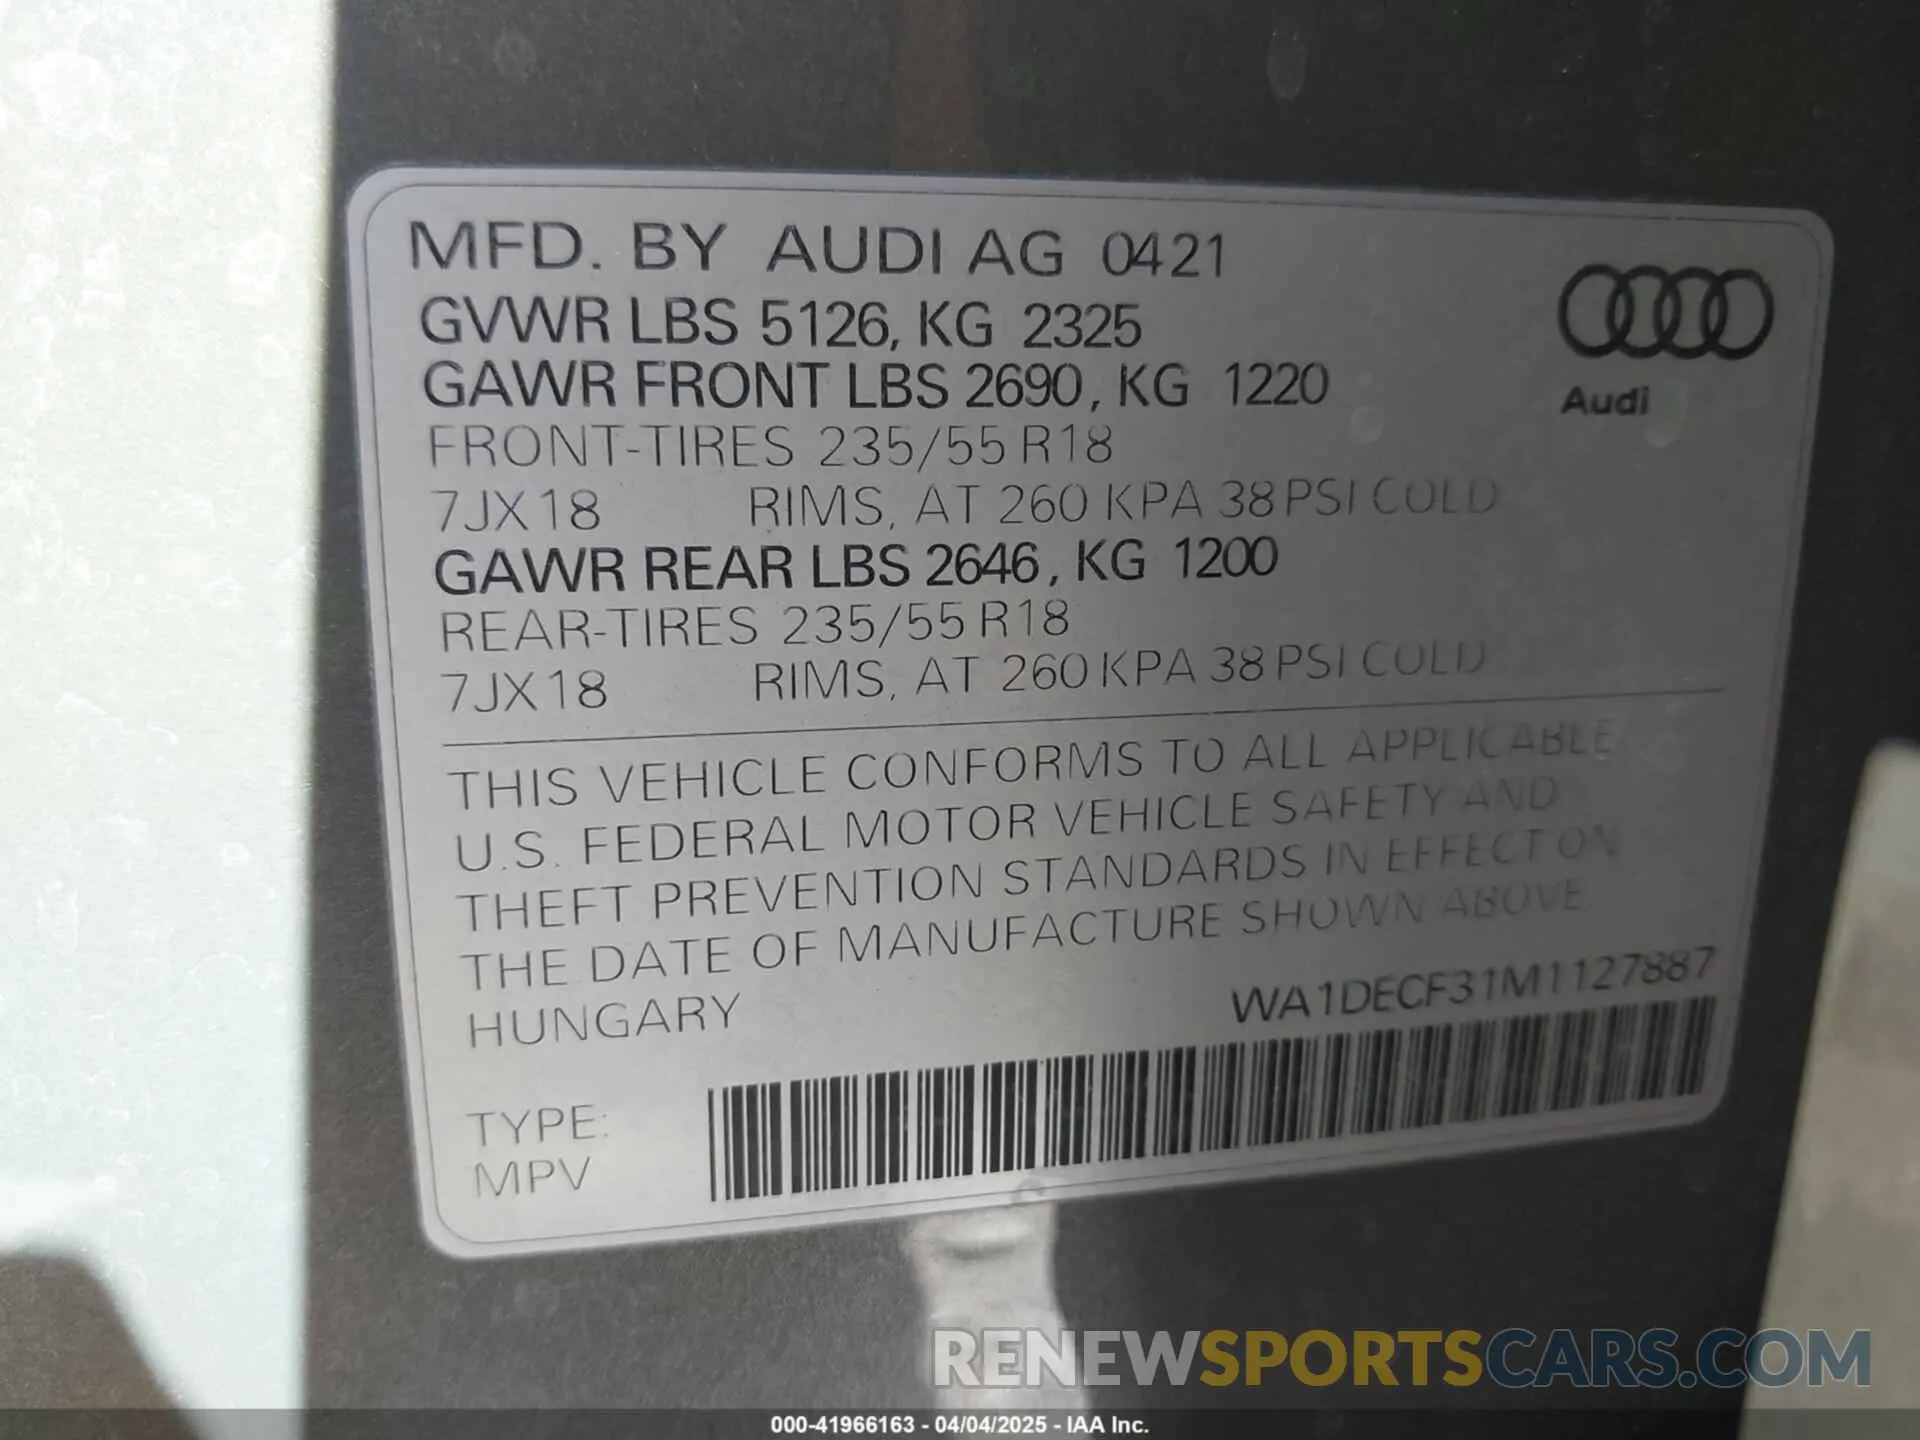 MFD. BY AUDI AG 0421
GVWR LBS 5126, KG 2325
GAWR FRONT LBS 2690, KG 1220
Audi
FRONT-TIRES 235/55 R18
7JX18 RIMS, AT 260 KPA 38 PSI COLD
GAWR REAR LBS 2646, KG 1200
REAR-TIRES 235/55 R18
7JX18 RIMS, AT 260 KPA 38 PSI COLD
THIS VEHICLE CONFORMS TO ALL APPLICABLE
U.S. FEDERAL MOTOR VEHICLE SAFETY AND
THEFT PREVENTION STANDARDS IN EFFECT ON
THE DATE OF MANUFACTURE SHOWN ABOVE
HUNGARY WA1DECF31M1127887
TYPE:
MPV
RENEWSPORTSCARS.COM
000-41966163 - 04/04/2025 - IAA Inc.